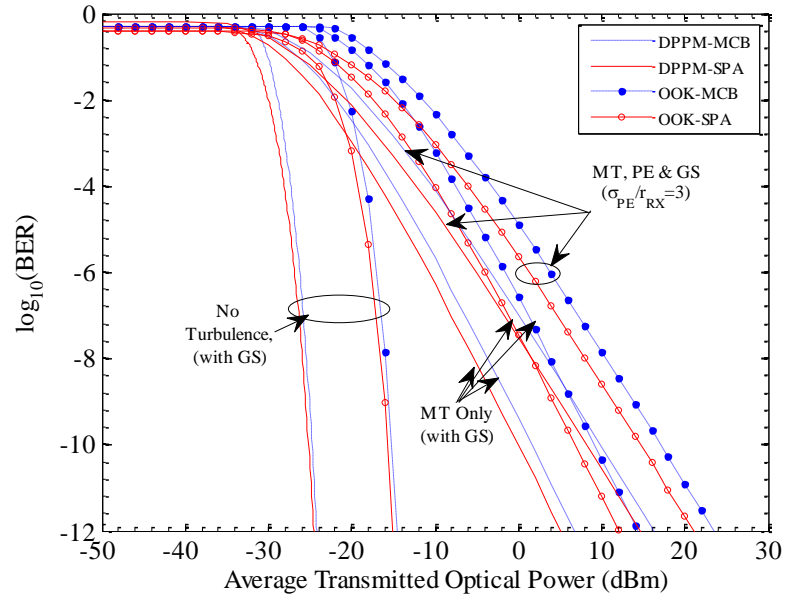 0
-2
-4
-6
-8
-10
-12
log10(BER)
-50
-40
-30
-20
-10
0
10
20
30
Average Transmitted Optical Power (dBm)
DPPM-MCB
DPPM-SPA
OOK-MCB
OOK-SPA
MT, PE & GS
(σPE/rRX=3)
No
Turbulence,
(with GS)
MT Only
(with GS)